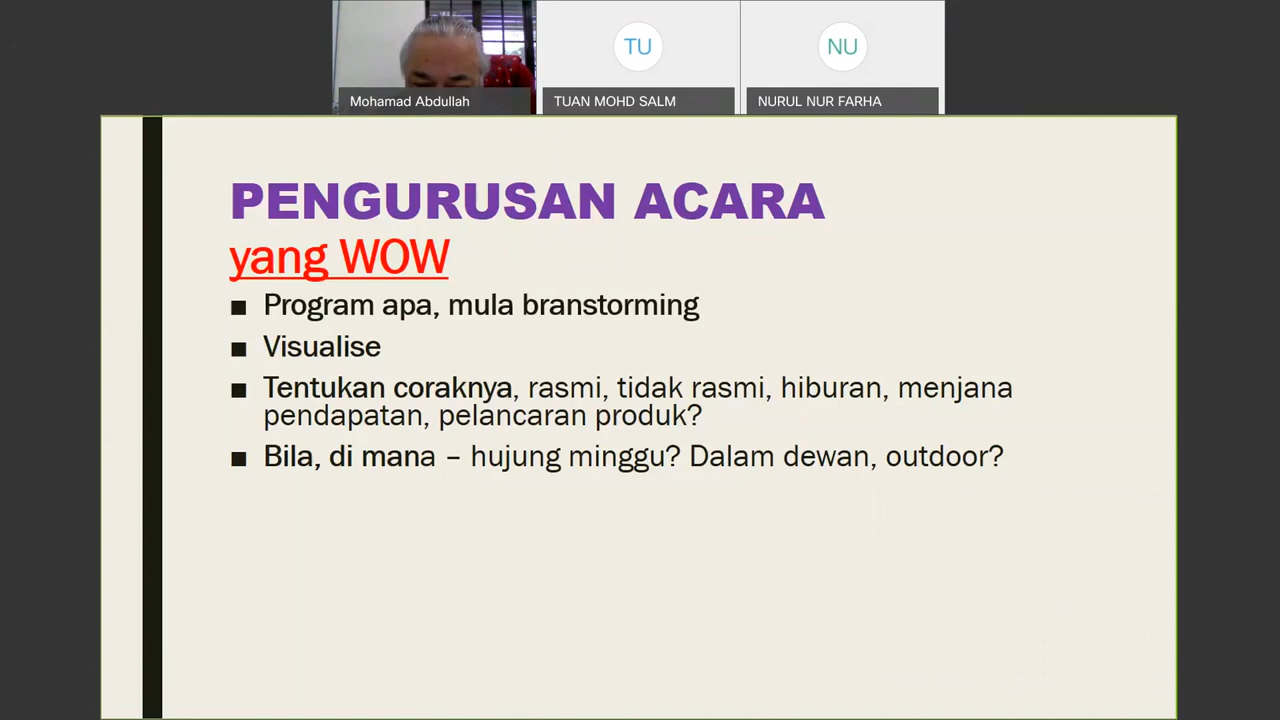 TU
NU
Mohamad Abdullah
TUAN MOHD SALM
NURUL NUR FARHA
PENGURUSAN ACARA
yang WOW
■ Program apa, mula branstorming
■ Visualise
■ Tentukan coraknya, rasmi, tidak rasmi, hiburan, menjana
pendapatan, pelancaran produk?
■ Bila, di mana – hujung minggu? Dalam dewan, outdoor?